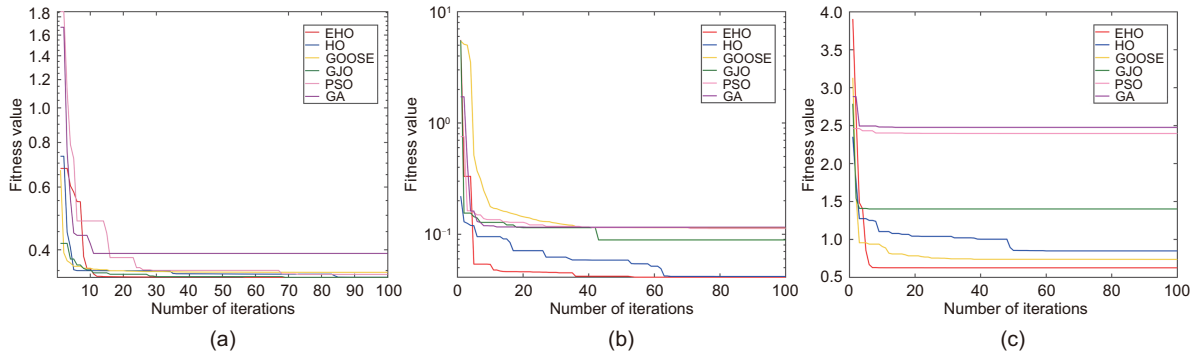 1.8
1.6
1.4
1.2
1.0
0.8
0.6
0.4
Fitness value
EHO
HO
GOOSE
GJO
PSO
GA
10 20 30 40 50 60 70 80 90 100
Number of iterations
(a)
10¹
10⁰
10⁻¹
Fitness value
EHO
HO
GOOSE
GJO
PSO
GA
0 20 40 60 80 100
Number of iterations
(b)
4.0
3.5
3.0
2.5
2.0
1.5
1.0
0.5
Fitness value
EHO
HO
GOOSE
GJO
PSO
GA
0 20 40 60 80 100
Number of iterations
(c)